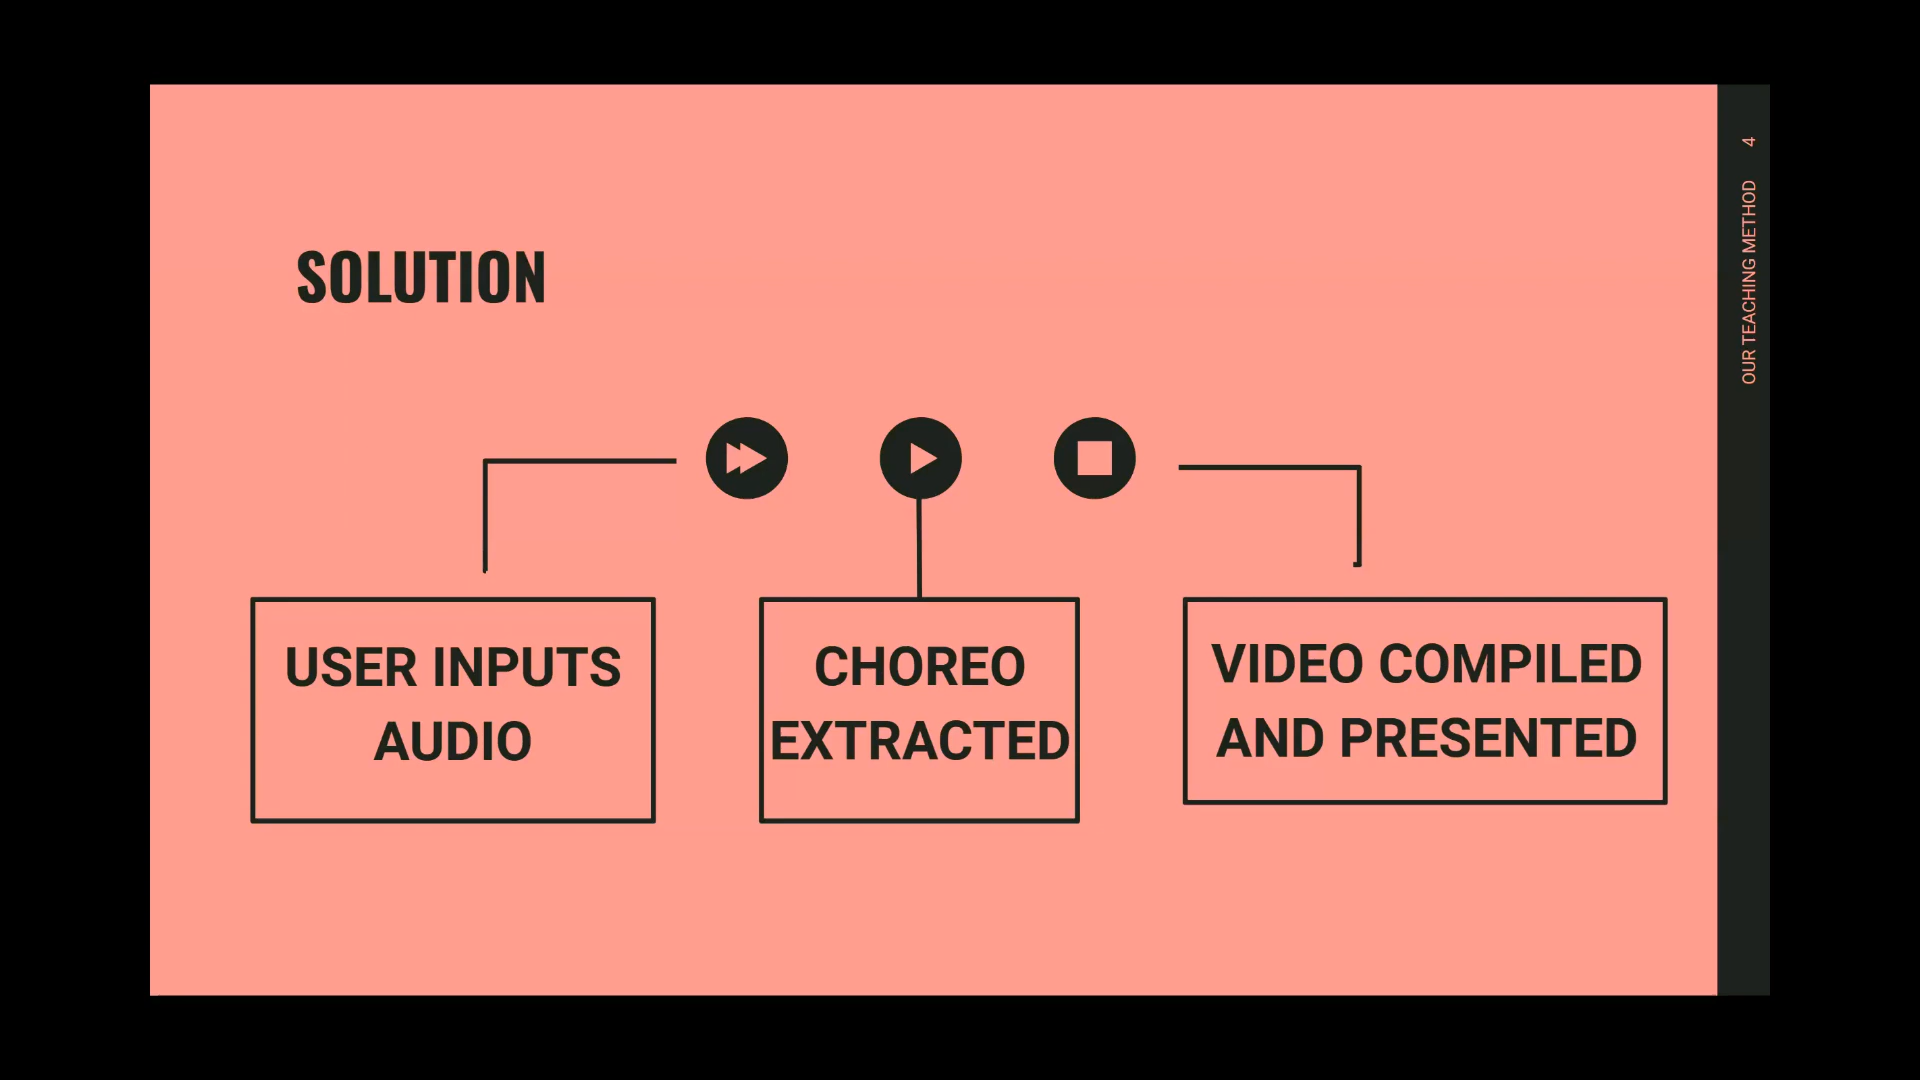 SOLUTION
USER INPUTS
AUDIO
CHOREO
EXTRACTED
VIDEO COMPILED
AND PRESENTED
OUR TEACHING METHOD 4